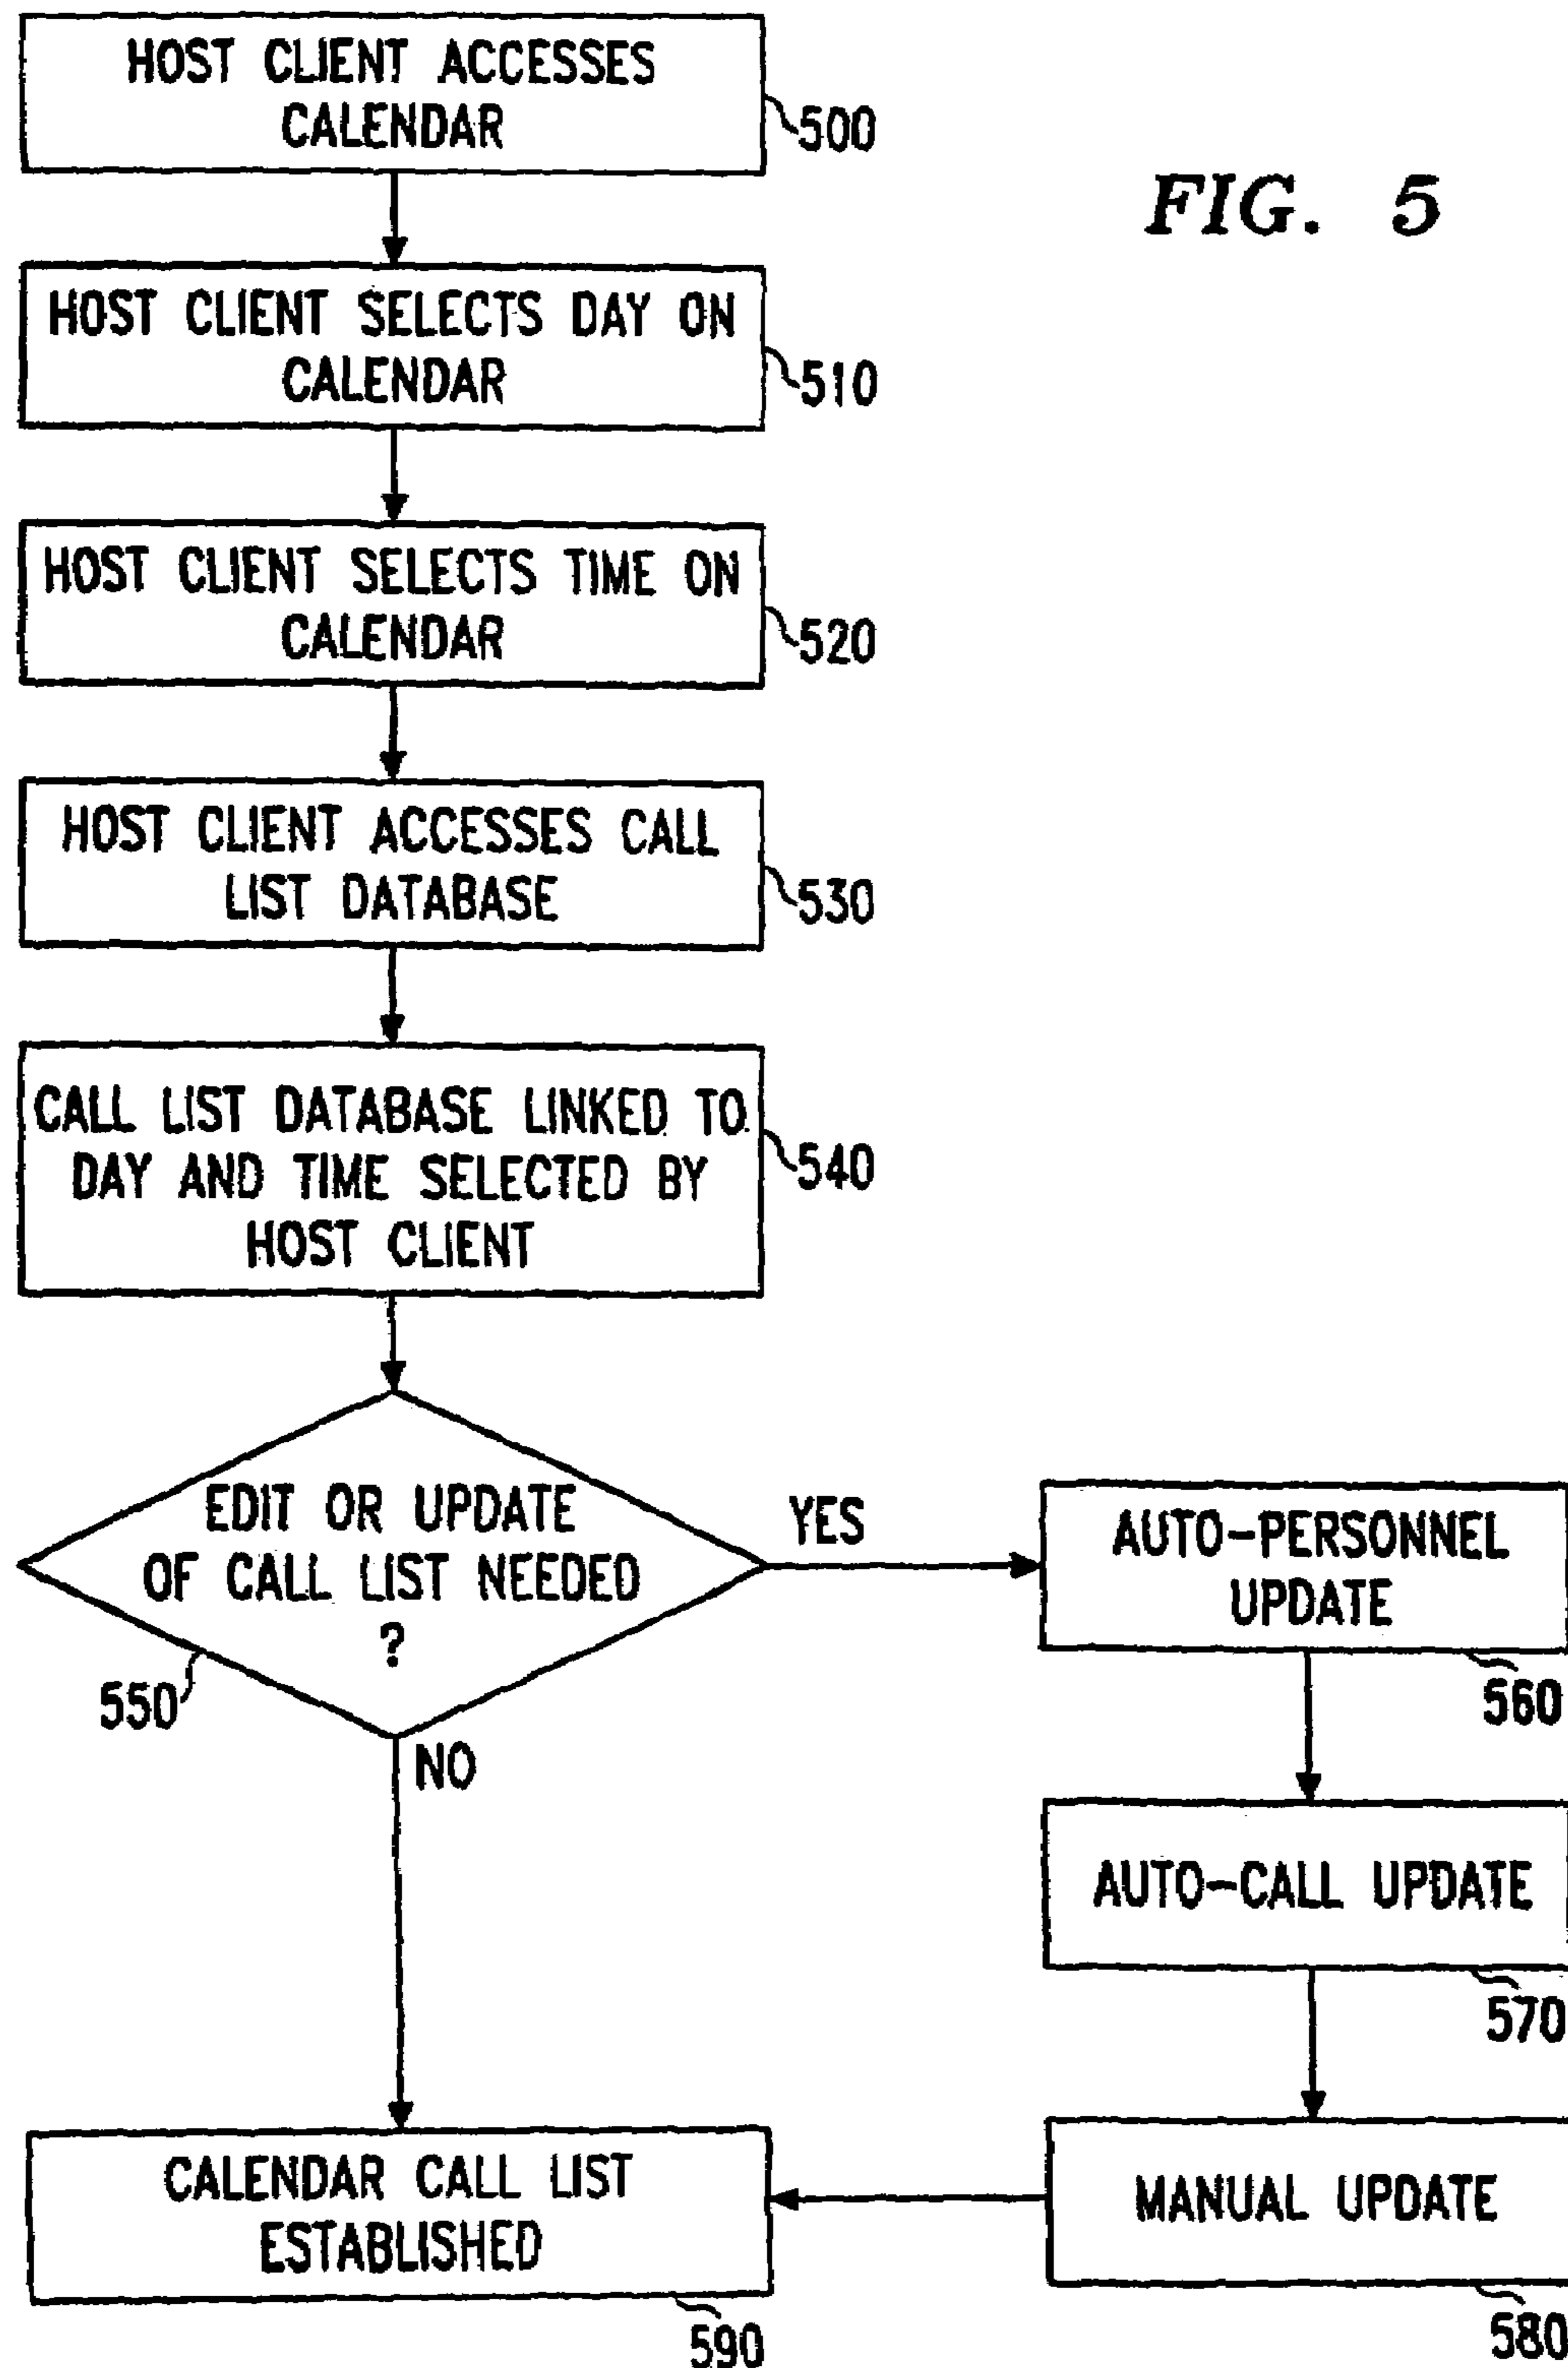 HOST CLIENT ACCESSES
CALENDAR
500
FIG. 5
HOST CLIENT SELECTS DAY ON
CALENDAR
510
HOST CLIENT SELECTS TIME ON
CALENDAR
520
HOST CLIENT ACCESSES CALL
LIST DATABASE
530
CALL LIST DATABASE LINKED TO
DAY AND TIME SELECTED BY
HOST CLIENT
540
EDIT OR UPDATE
OF CALL LIST NEEDED
?
550
YES
NO
AUTO-PERSONNEL
UPDATE
560
AUTO-CALL UPDATE
570
MANUAL UPDATE
580
CALENDAR CALL LIST
ESTABLISHED
590